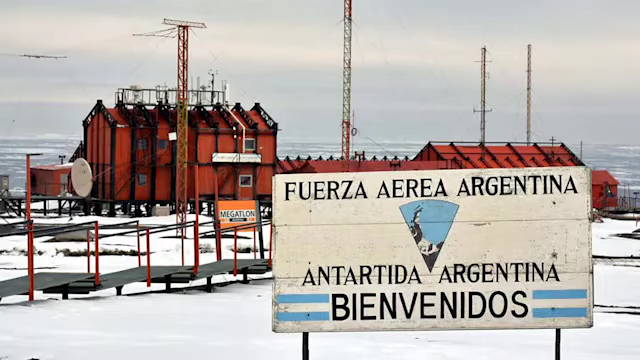 MEGATLON
FUERZA AEREA ARGENTINA
ANTARTIDA ARGENTINA
BIENVENIDOS